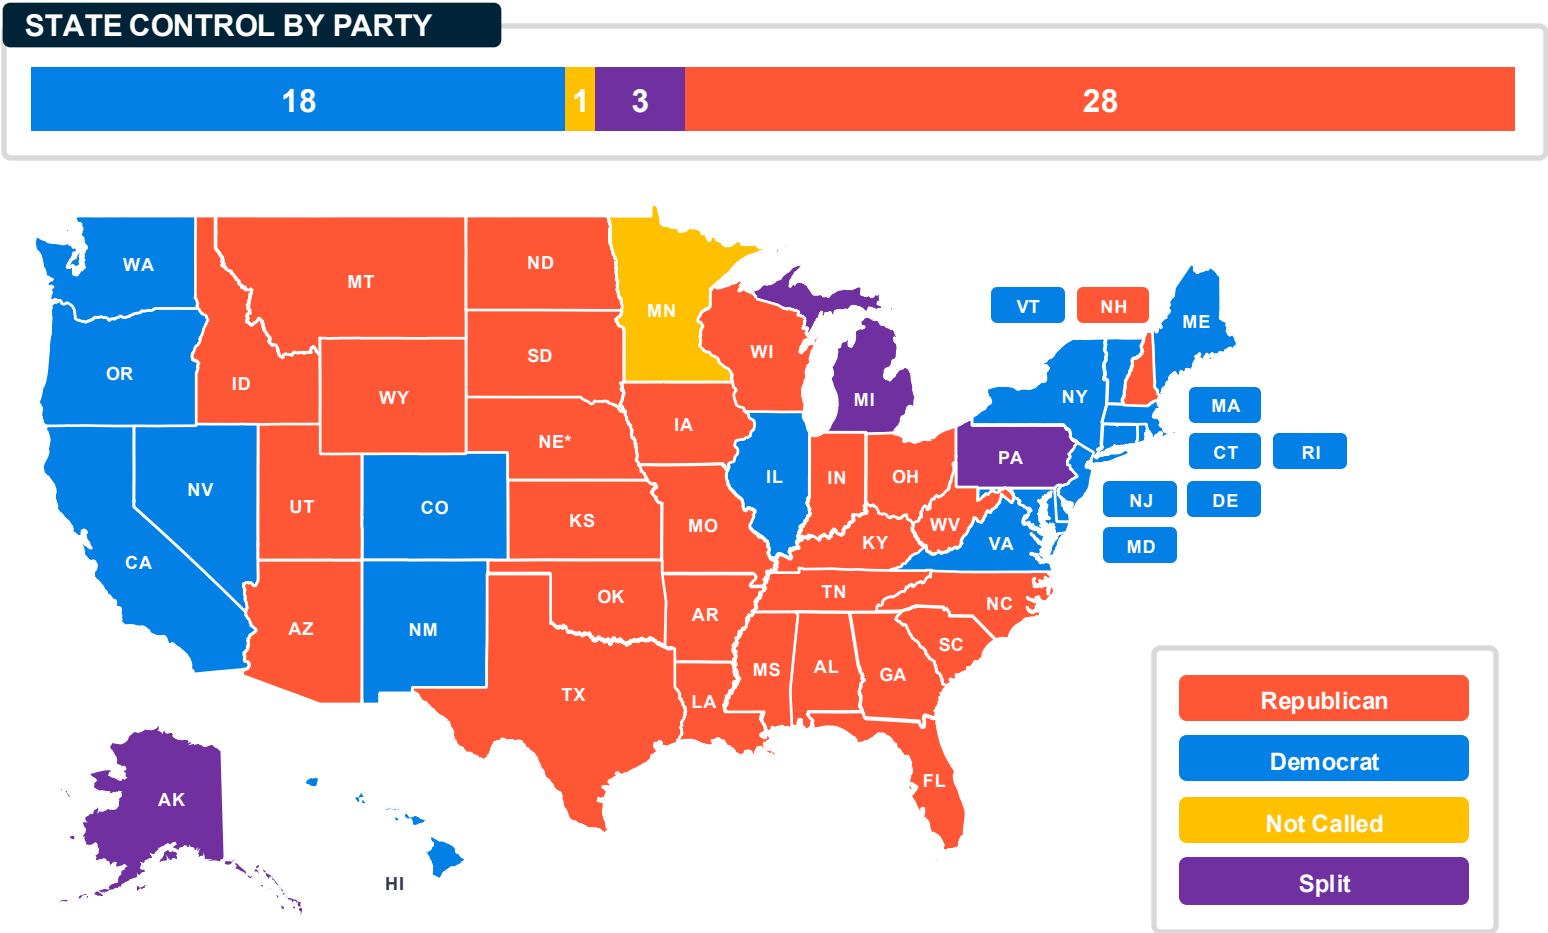 STATE CONTROL BY PARTY
18 1 3 28
WA
MT
ND
MN
OR
ID
WY
SD
WI
MI
VT
NH
ME
NY
MA
CT
RI
NJ
DE
MD
NV
UT
CO
NE*
IA
IL
IN
OH
PA
CA
KS
MO
KY
WV
VA
AZ
NM
OK
AR
TN
NC
TX
LA
MS
AL
GA
SC
FL
AK
HI
Republican
Democrat
Not Called
Split